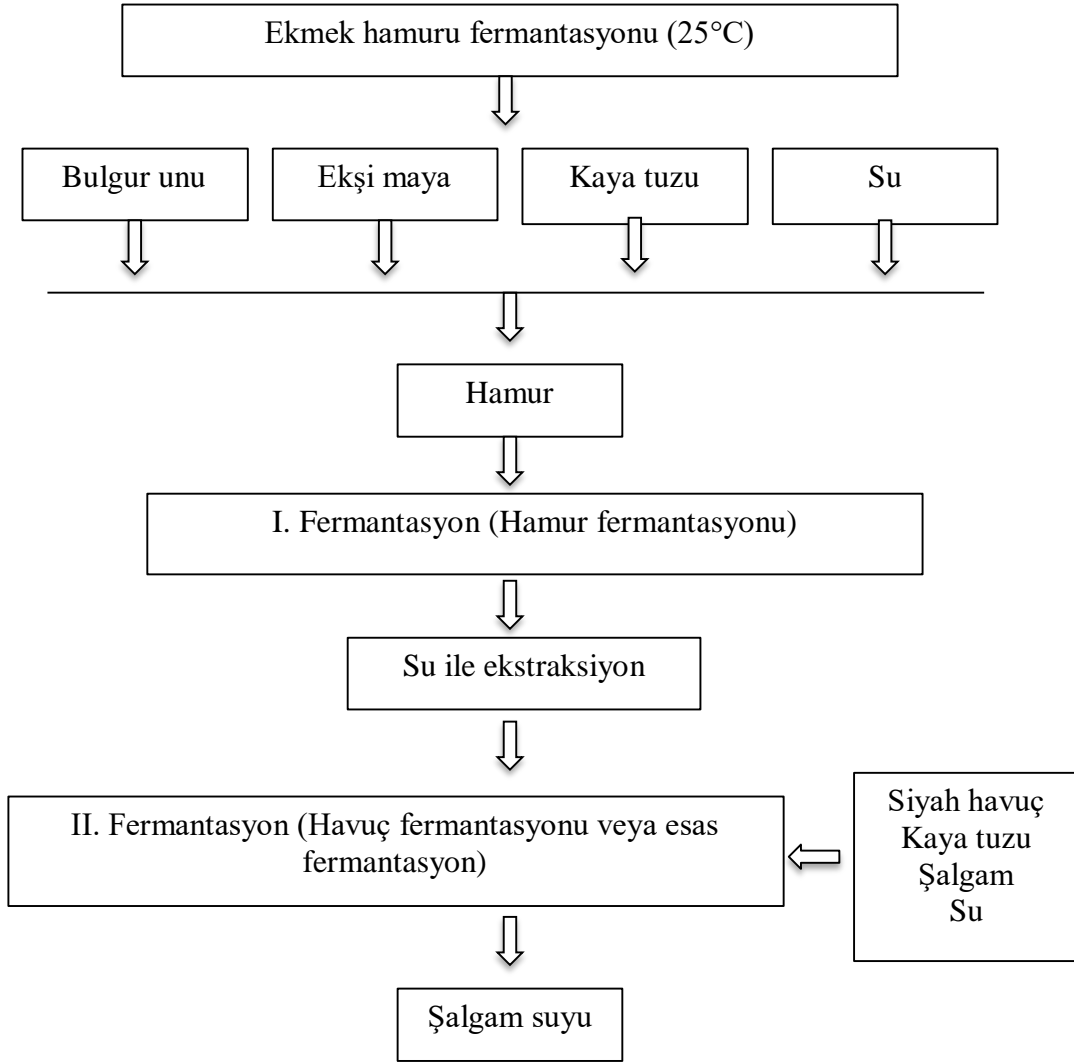 Ekmek hamuru fermantasyonu (25°C)
Bulgur unu
Ekşi maya
Kaya tuzu
Su
Hamur
I. Fermantasyon (Hamur fermantasyonu)
Su ile ekstraksiyon
II. Fermantasyon (Havuç fermantasyonu veya esas
fermantasyon)
Siyah havuç
Kaya tuzu
Şalgam
Su
Şalgam suyu